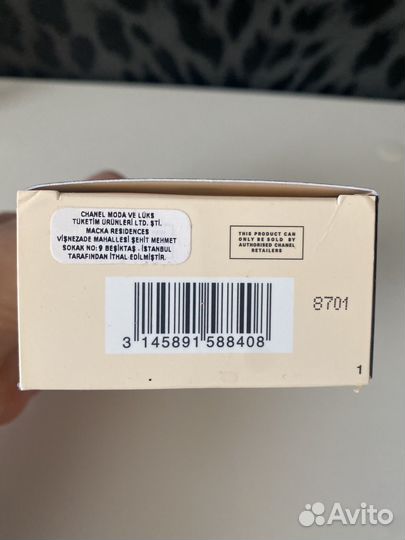 CHANEL MODA VE LÜKS
TÜKETİM ÜRÜNLERİ LTD. ŞTİ.
MACKA RESIDENCES
VİŞNEZADE MAHALLESİ ŞEHİT MEHMET
SOKAK NO: 9 BEŞİKTAŞ - İSTANBUL
TARAFINDAN İTHAL EDİLMİŞTİR.
THIS PRODUCT CAN
ONLY BE SOLD BY
AUTHORISED CHANEL
RETAILERS
8701
3 145891 588408
1
Avito